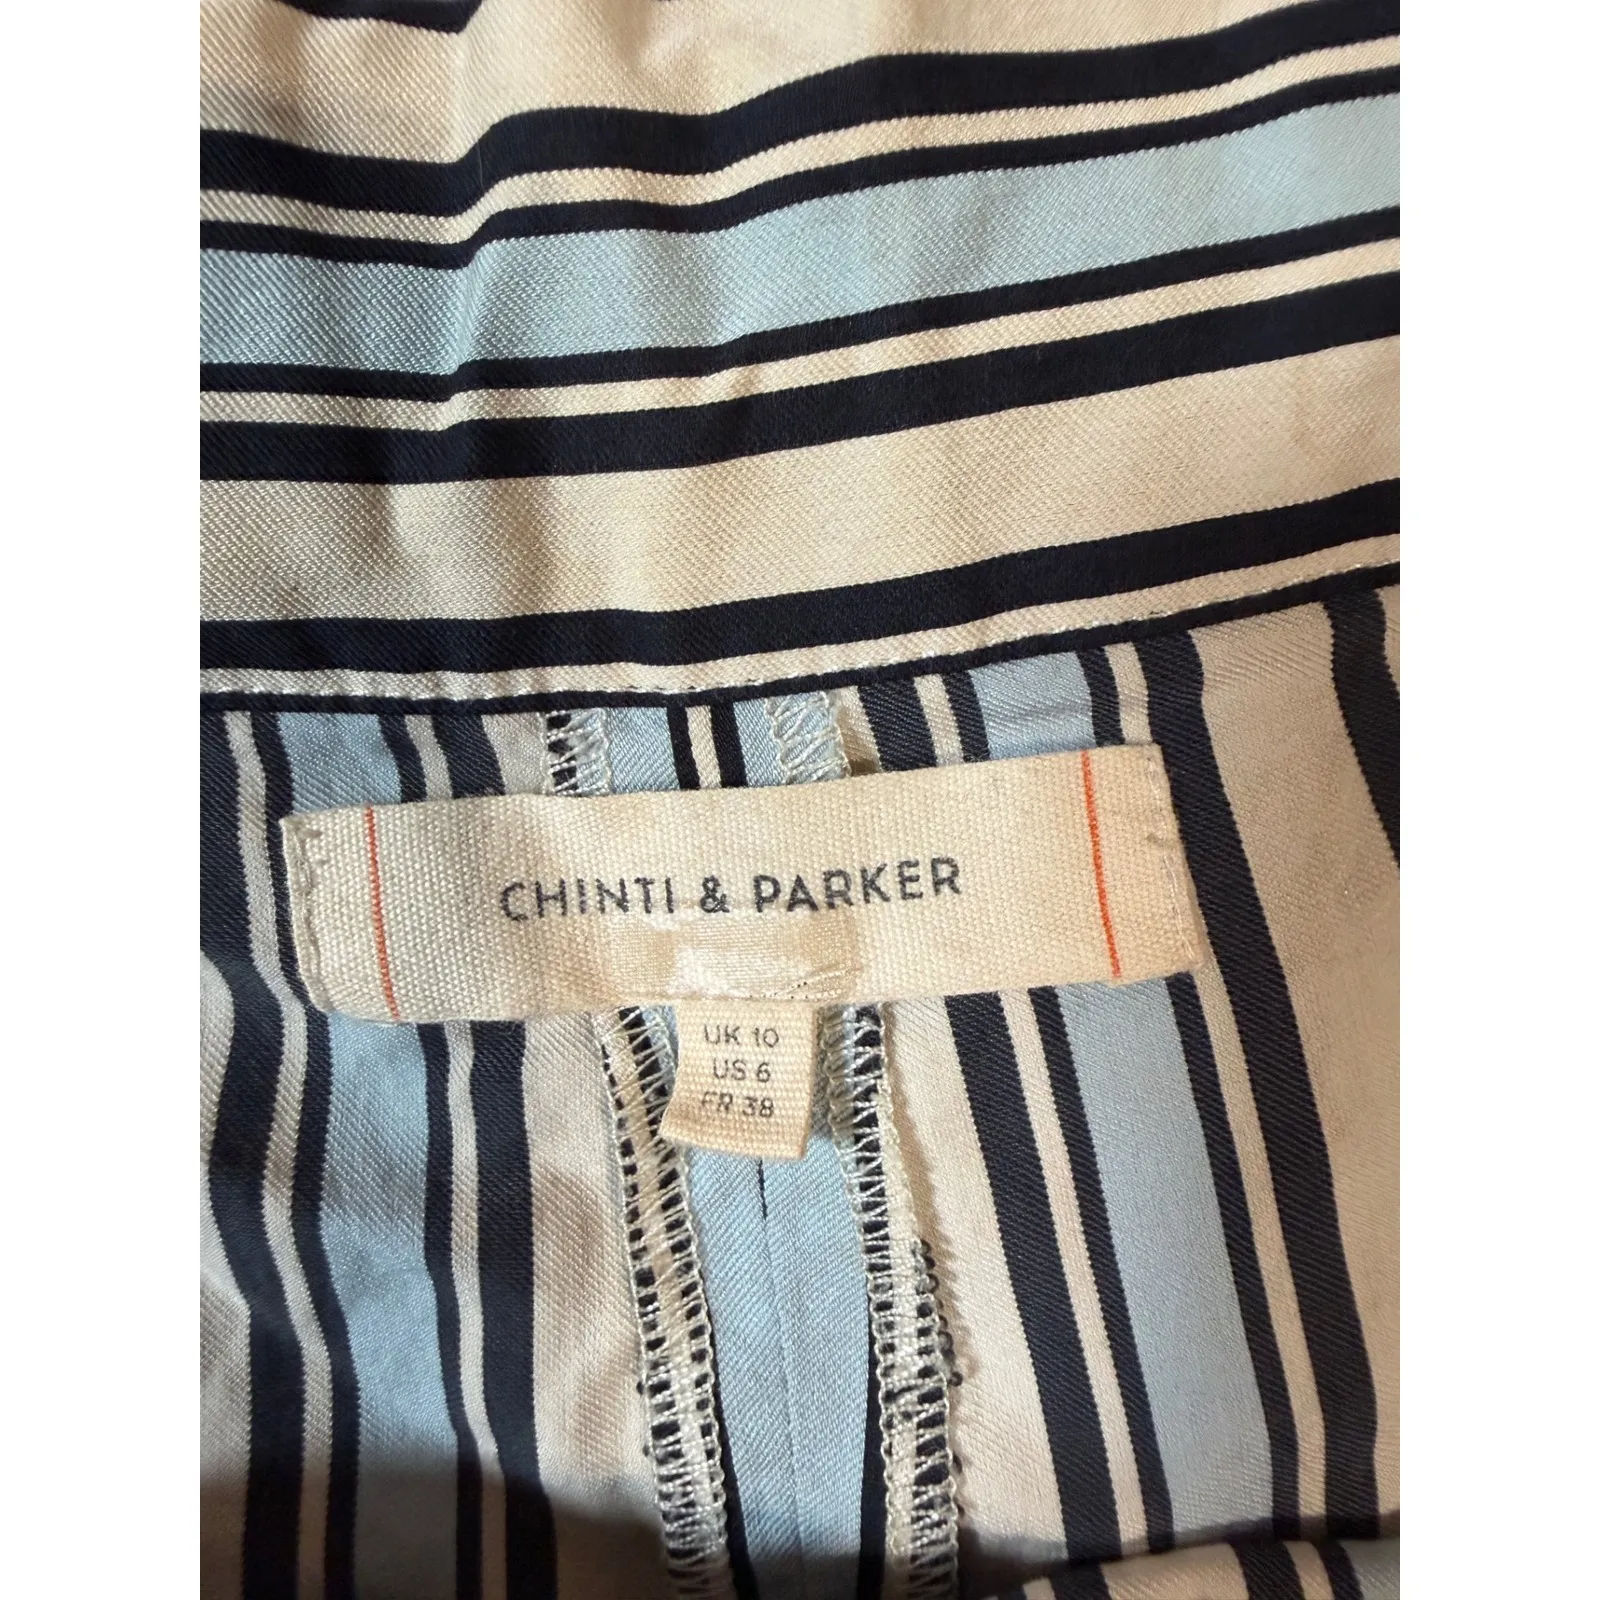 CHINTI & PARKER
UK 10
US 6
FR 38